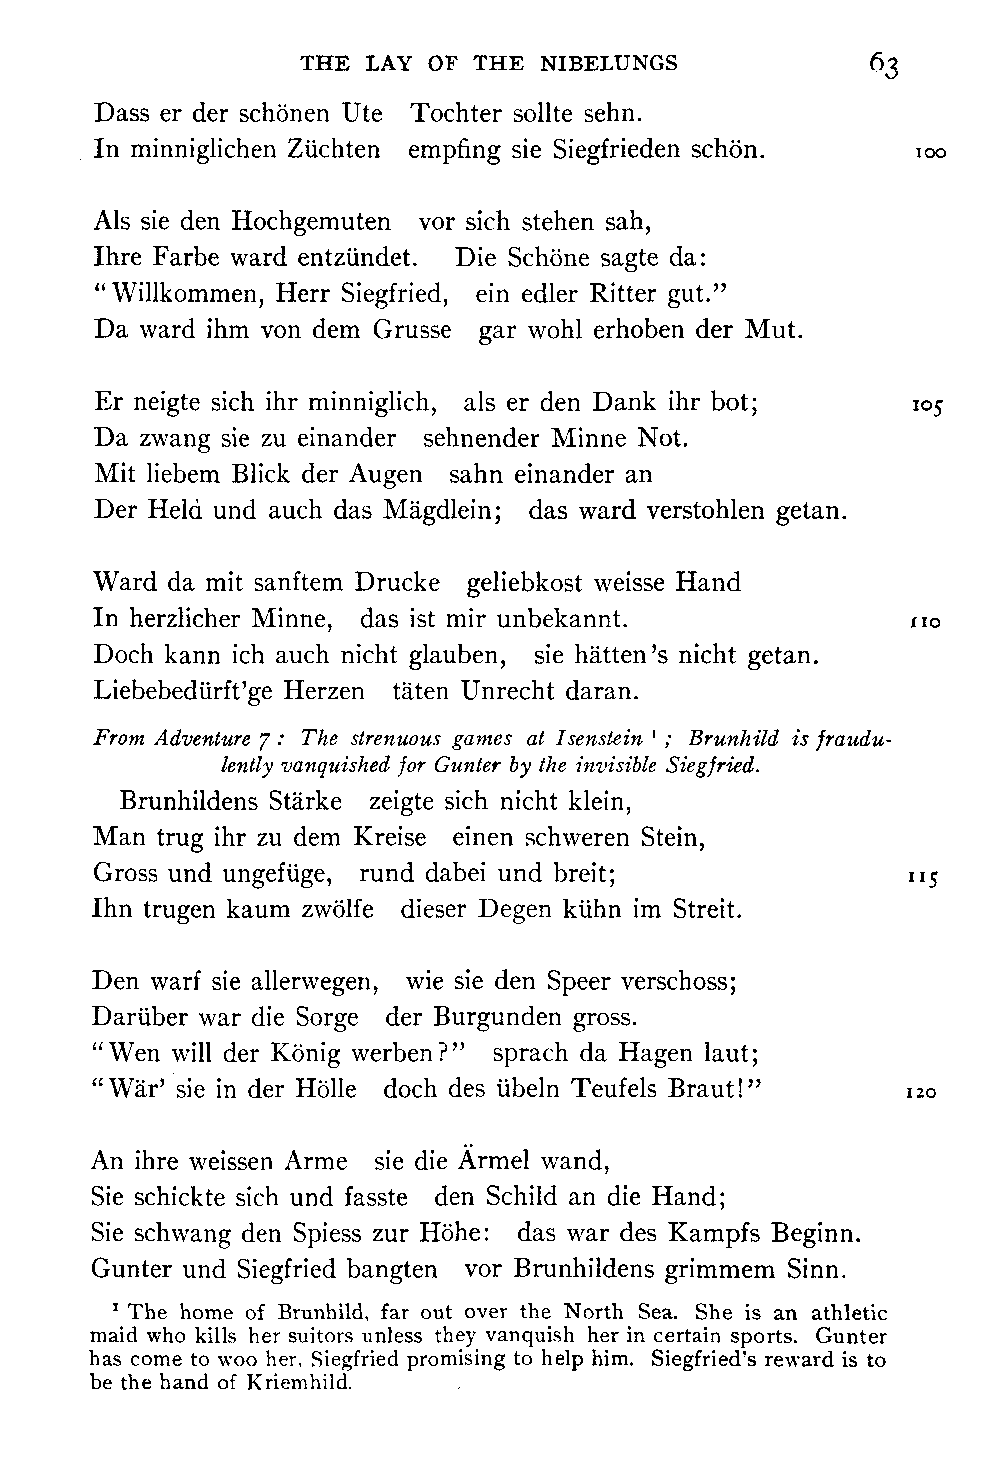 THE LAY OF THE NIBELUNGS 63
Dass er der schönen Ute Tochter sollte sehn.
In minniglichen Züchten empfing sie Siegfrieden schön. 100
Als sie den Hochgemuten vor sich stehen sah,
Ihre Farbe ward entzündet. Die Schöne sagte da:
“Willkommen, Herr Siegfried, ein edler Ritter gut.”
Da ward ihm von dem Grusse gar wohl erhoben der Mut.
Er neigte sich ihr minniglich, als er den Dank ihr bot; 105
Da zwang sie zu einander sehnender Minne Not.
Mit liebem Blick der Augen sahn einander an
Der Held und auch das Mägdlein; das ward verstohlen getan.
Ward da mit sanftem Drucke geliebkost weisse Hand
In herzlicher Minne, das ist mir unbekannt. 110
Doch kann ich auch nicht glauben, sie hätten's nicht getan.
Liebebedürft'ge Herzen täten Unrecht daran.
From Adventure 7: The strenuous games at Isenstein ¹; Brunhild is fraudu-
lently vanquished for Gunter by the invisible Siegfried.
Brunhildens Stärke zeigte sich nicht klein,
Man trug ihr zu dem Kreise einen schweren Stein,
Gross und ungefüge, rund dabei und breit; 115
Ihn trugen kaum zwölfe dieser Degen kühn im Streit.
Den warf sie allerwegen, wie sie den Speer verschoss;
Darüber war die Sorge der Burgunden gross.
“Wen will der König werben?” sprach da Hagen laut;
“Wär' sie in der Hölle doch des übeln Teufels Braut!” 120
An ihre weissen Arme sie die Ärmel wand,
Sie schickte sich und fasste den Schild an die Hand;
Sie schwang den Spiess zur Höhe: das war des Kampfs Beginn.
Gunter und Siegfried bangten vor Brunhildens grimmem Sinn.
¹ The home of Brunhild, far out over the North Sea. She is an athletic
maid who kills her suitors unless they vanquish her in certain sports. Gunter
has come to woo her, Siegfried promising to help him. Siegfried's reward is to
be the hand of Kriemhild.